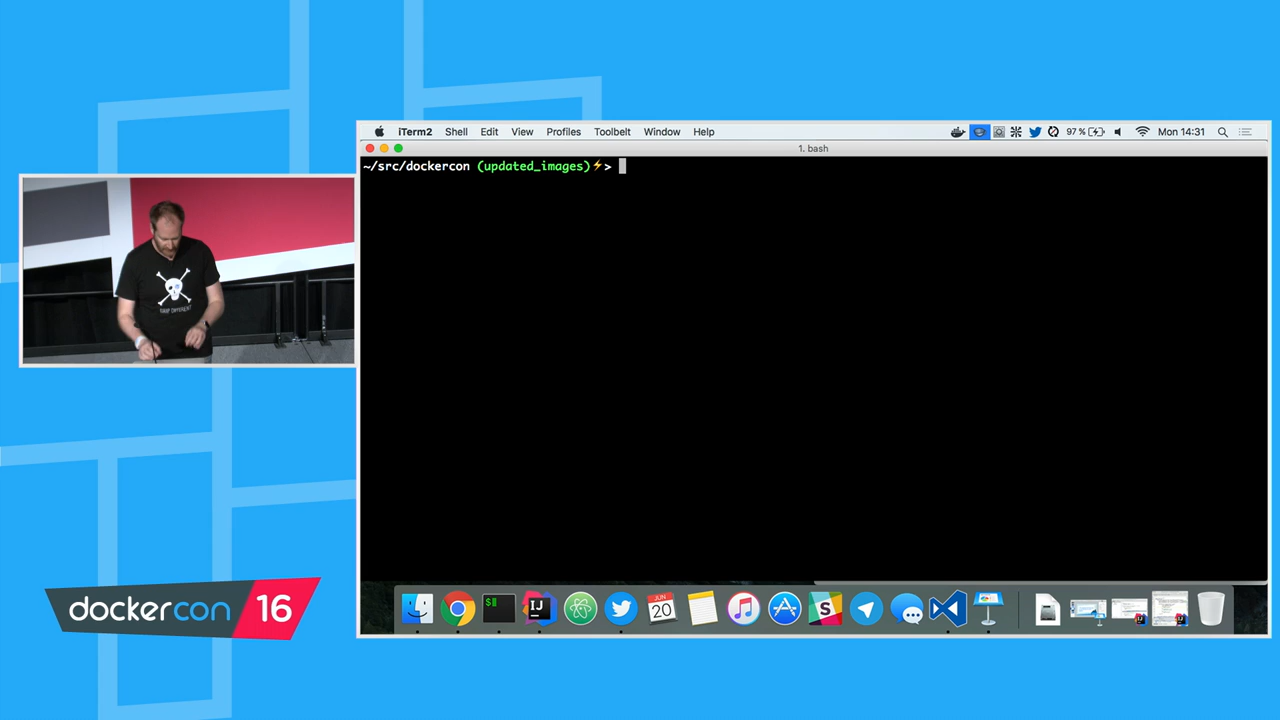 iTerm2 Shell Edit View Profiles Toolbelt Window Help 97 % Mon 14:31
1. bash
~/src/dockercon (updated_images)⚡>
$
IJ
JUN
20
S
dockercon 16